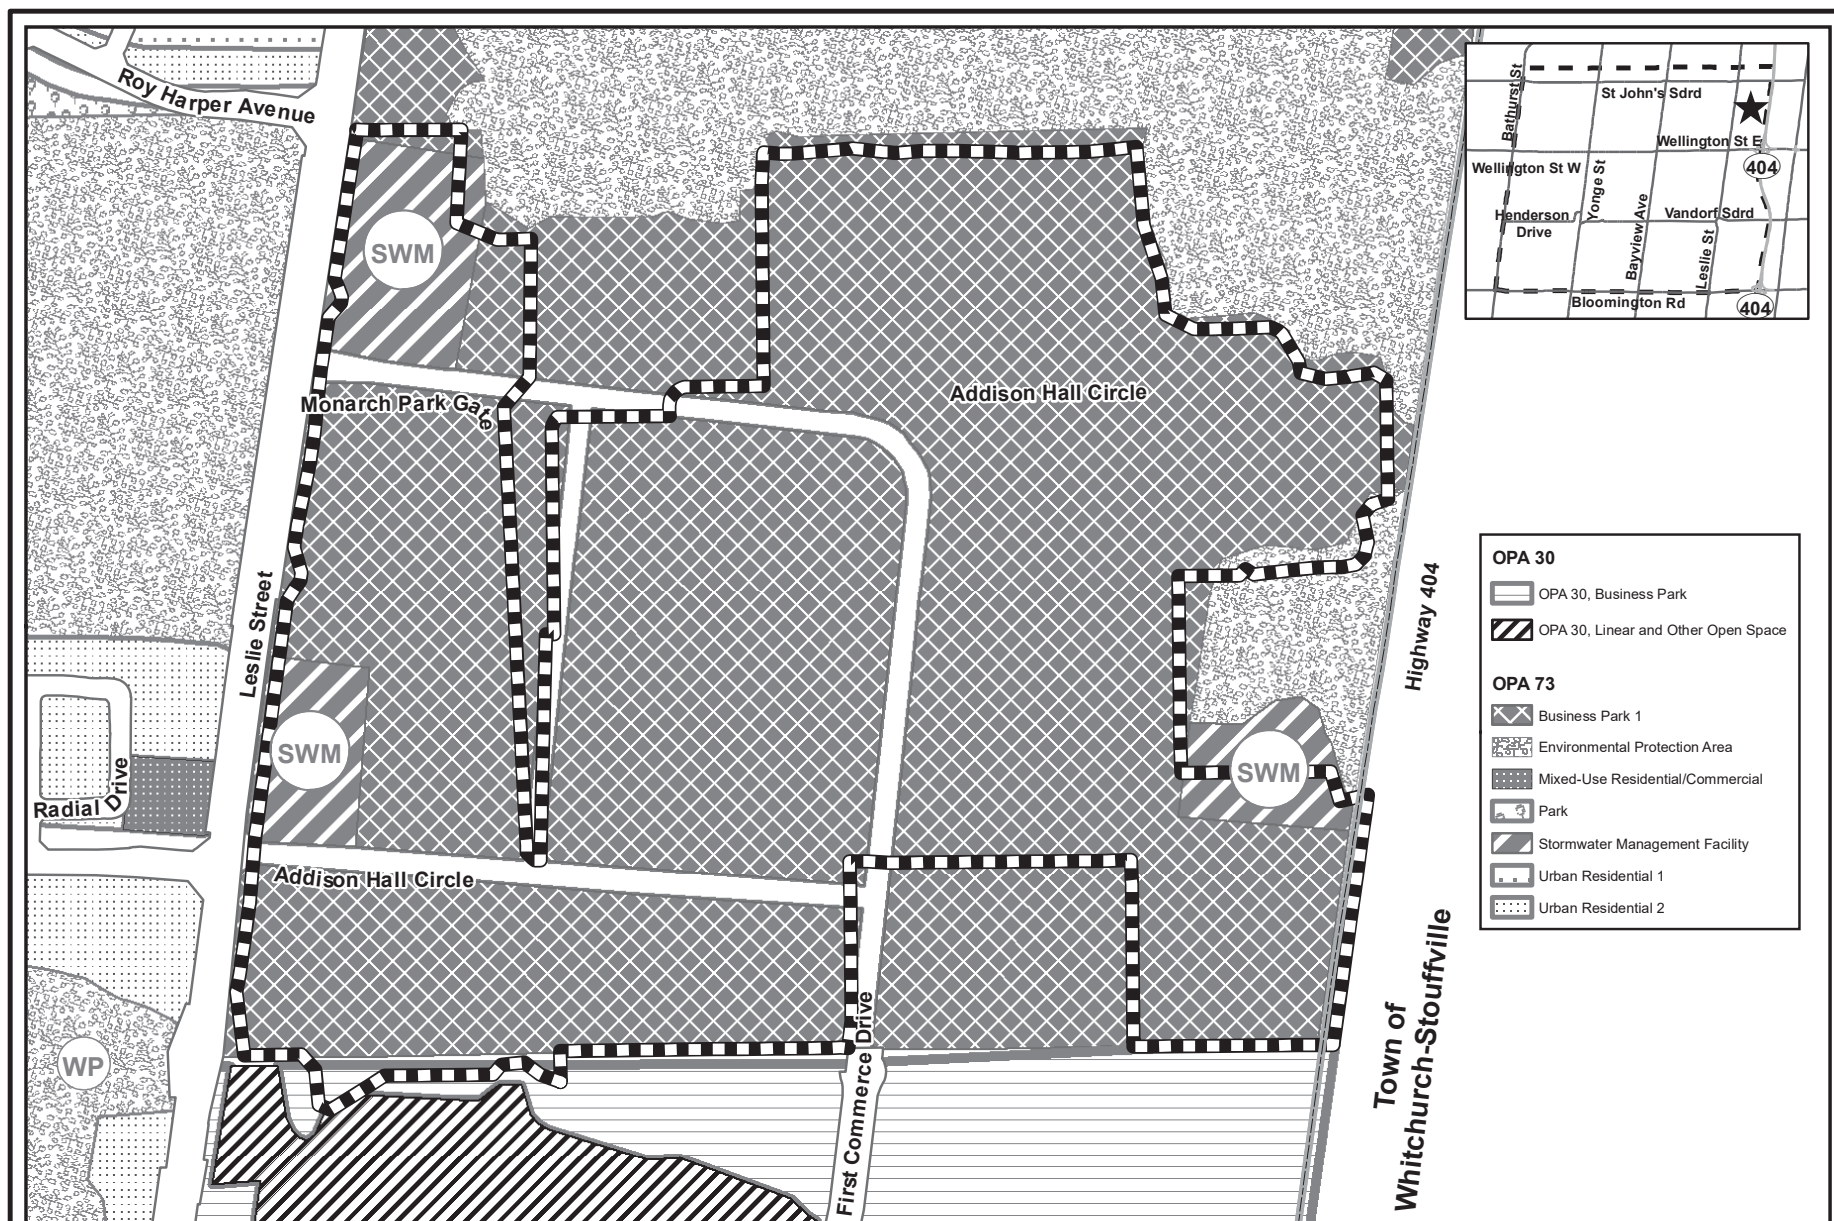 Roy Harper Avenue
SWM
Monarch Park Gate
Addison Hall Circle
Leslie Street
SWM
Radial Drive
Addison Hall Circle
SWM
Highway 404
WP
First Commerce Drive
Town of
Whitchurch-Stouffville
Bathurst St
St John's Sdrd
Wellington St E
404
Wellington St W
Yonge St
Henderson
Drive
Bayview Ave
Vandorf Sdrd
Leslie St
Bloomington Rd
404
OPA 30
OPA 30, Business Park
OPA 30, Linear and Other Open Space
OPA 73
Business Park 1
Environmental Protection Area
Mixed-Use Residential/Commercial
Park
Stormwater Management Facility
Urban Residential 1
Urban Residential 2